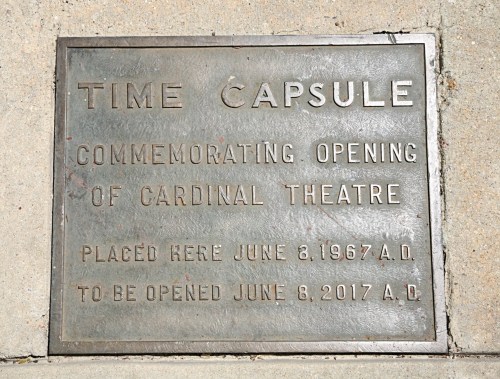 TIME CAPSULE
COMMEMORATING OPENING
OF CARDINAL THEATRE
PLACED HERE JUNE 8, 1967 A.D.
TO BE OPENED JUNE 8, 2017 A.D.